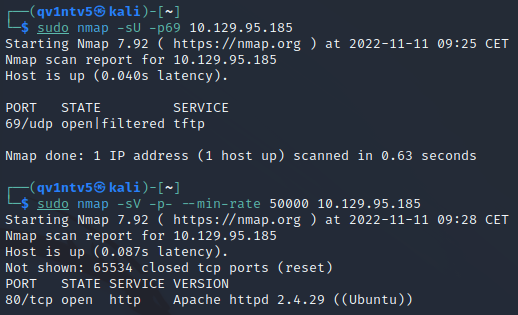 ┌──(qv1ntv5㉿kali)-[~]
└─$ sudo nmap -sU -p69 10.129.95.185
Starting Nmap 7.92 ( https://nmap.org ) at 2022-11-11 09:25 CET
Nmap scan report for 10.129.95.185
Host is up (0.040s latency).

PORT   STATE         SERVICE
69/udp open|filtered tftp

Nmap done: 1 IP address (1 host up) scanned in 0.63 seconds

┌──(qv1ntv5㉿kali)-[~]
└─$ sudo nmap -sV -p- --min-rate 50000 10.129.95.185
Starting Nmap 7.92 ( https://nmap.org ) at 2022-11-11 09:28 CET
Nmap scan report for 10.129.95.185
Host is up (0.087s latency).
Not shown: 65534 closed tcp ports (reset)
PORT   STATE SERVICE VERSION
80/tcp open  http    Apache httpd 2.4.29 ((Ubuntu))